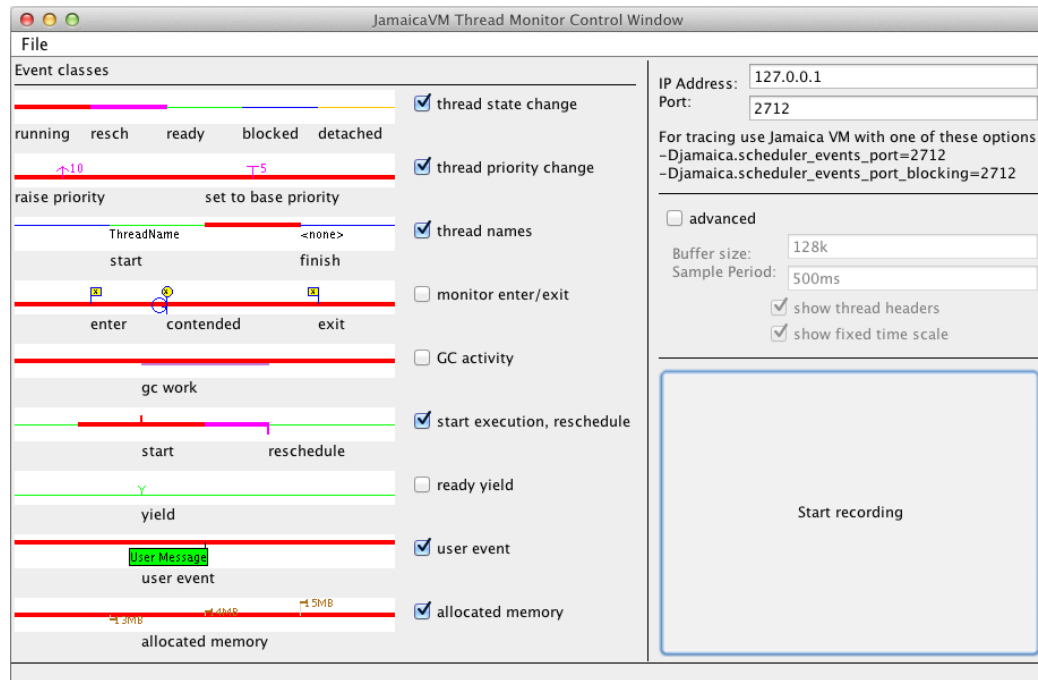 JamaicaVM Thread Monitor Control Window
File
Event classes
thread state change
running resch ready blocked detached
10 5
thread priority change
raise priority set to base priority
ThreadName <none>
thread names
start finish
x x x
monitor enter/exit
enter contended exit
GC activity
gc work
start execution, reschedule
start reschedule
Y
ready yield
yield
User Message
user event
user event
3MB 4MB 5MB
allocated memory
allocated memory
IP Address: 127.0.0.1
Port: 2712
For tracing use Jamaica VM with one of these options
-Djamaica.scheduler_events_port=2712
-Djamaica.scheduler_events_port_blocking=2712
advanced
Buffer size: 128k
Sample Period: 500ms
show thread headers
show fixed time scale
Start recording